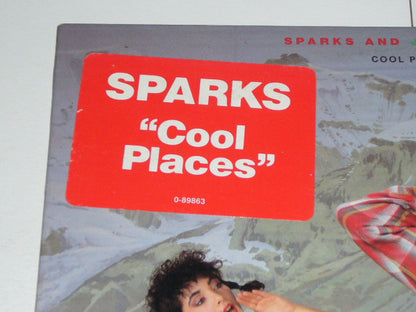 SPARKS AND
COOL
SPARKS
“Cool
Places”
0-89863